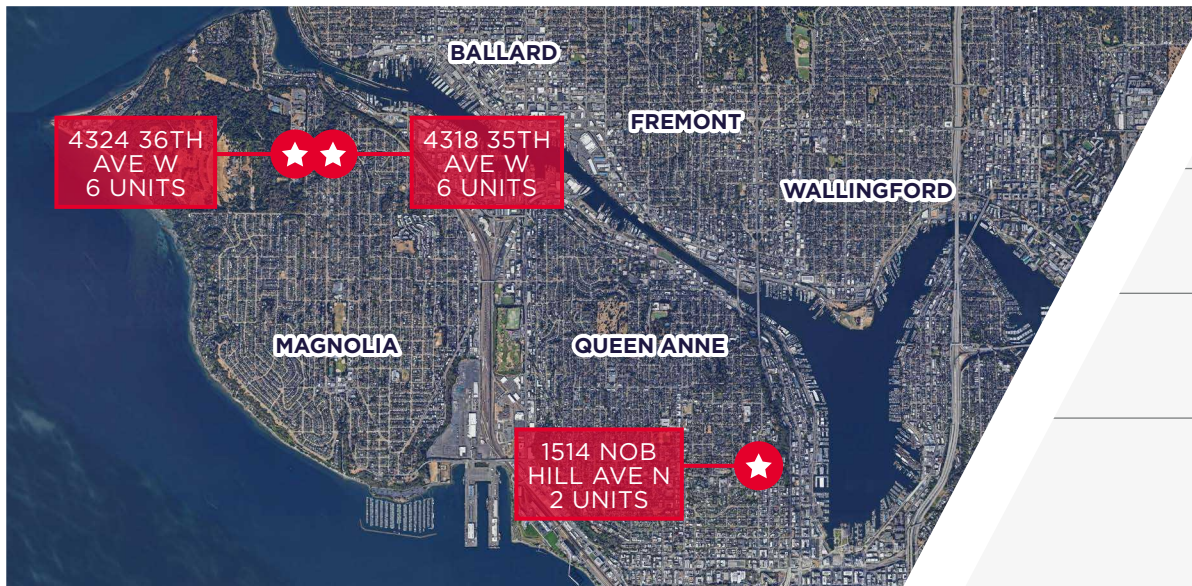 BALLARD
FREMONT
4324 36TH
AVE W
6 UNITS
4318 35TH
AVE W
6 UNITS
WALLINGFORD
MAGNOLIA
QUEEN ANNE
1514 NOB
HILL AVE N
2 UNITS